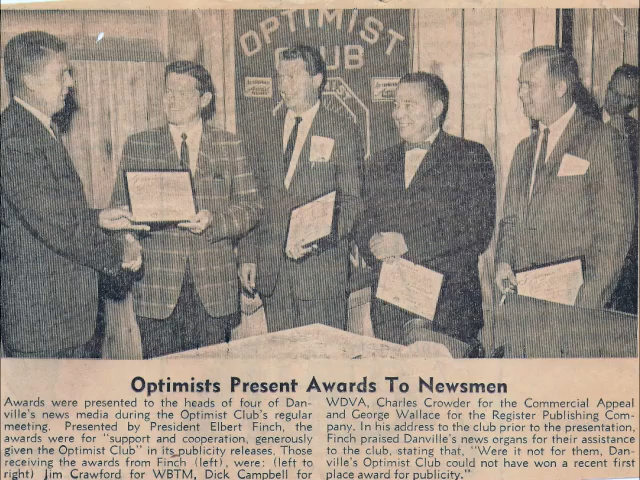 OPTIMIST
CLUB
Optimists Present Awards To Newsmen
Awards were presented to the heads of four of Dan-
ville's news media during the Optimist Club's regular
meeting. Presented by President Elbert Finch, the
awards were for "support and cooperation, generously
given the Optimist Club" in its publicity releases. Those
receiving the awards from Finch (left), were: (left to
right) Jim Crawford for WBTM, Dick Campbell for
WDVA, Charles Crowder for the Commercial Appeal
and George Wallace for the Register Publishing Com-
pany. In his address to the club prior to the presentation,
Finch praised Danville's news organs for their assistance
to the club, stating that, "Were it not for them, Dan-
ville's Optimist Club could not have won a recent first
place award for publicity."